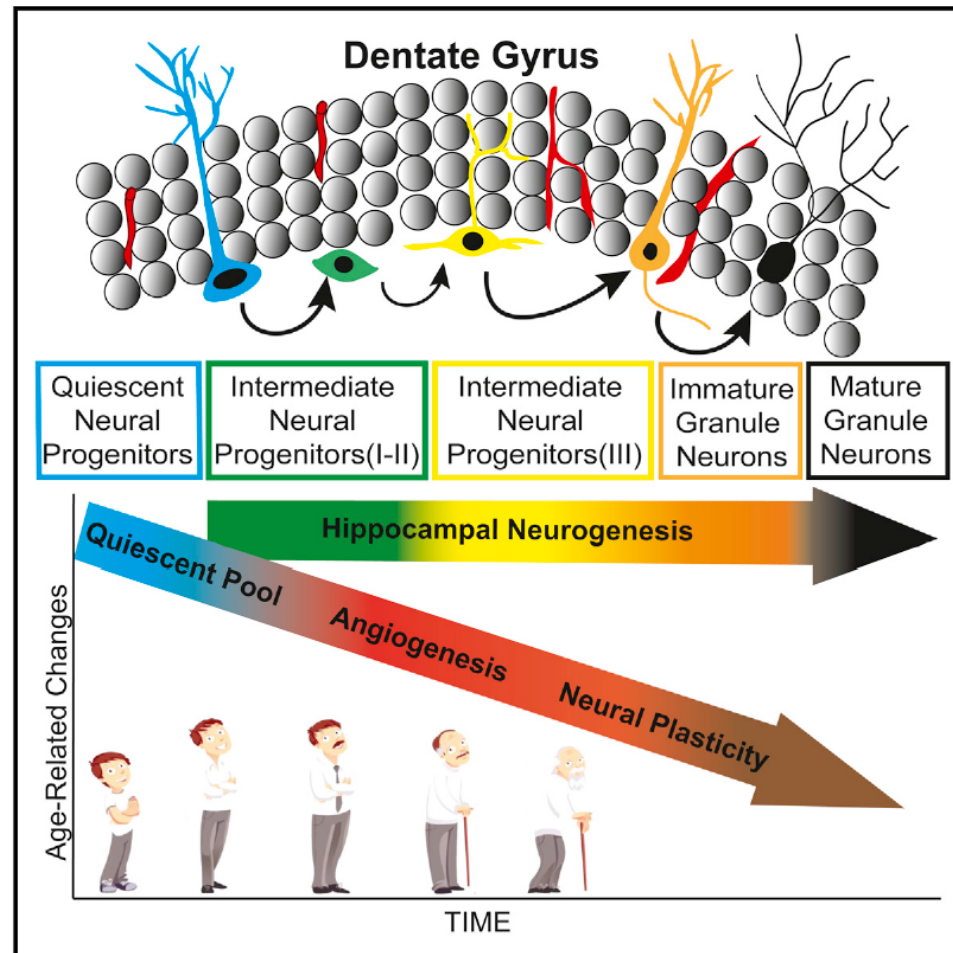 Dentate Gyrus
Quiescent
Neural
Progenitors
Intermediate
Neural
Progenitors(I-II)
Intermediate
Neural
Progenitors(III)
Immature
Granule
Neurons
Mature
Granule
Neurons
Hippocampal Neurogenesis
Quiescent Pool
Angiogenesis
Neural Plasticity
Age-Related Changes
TIME